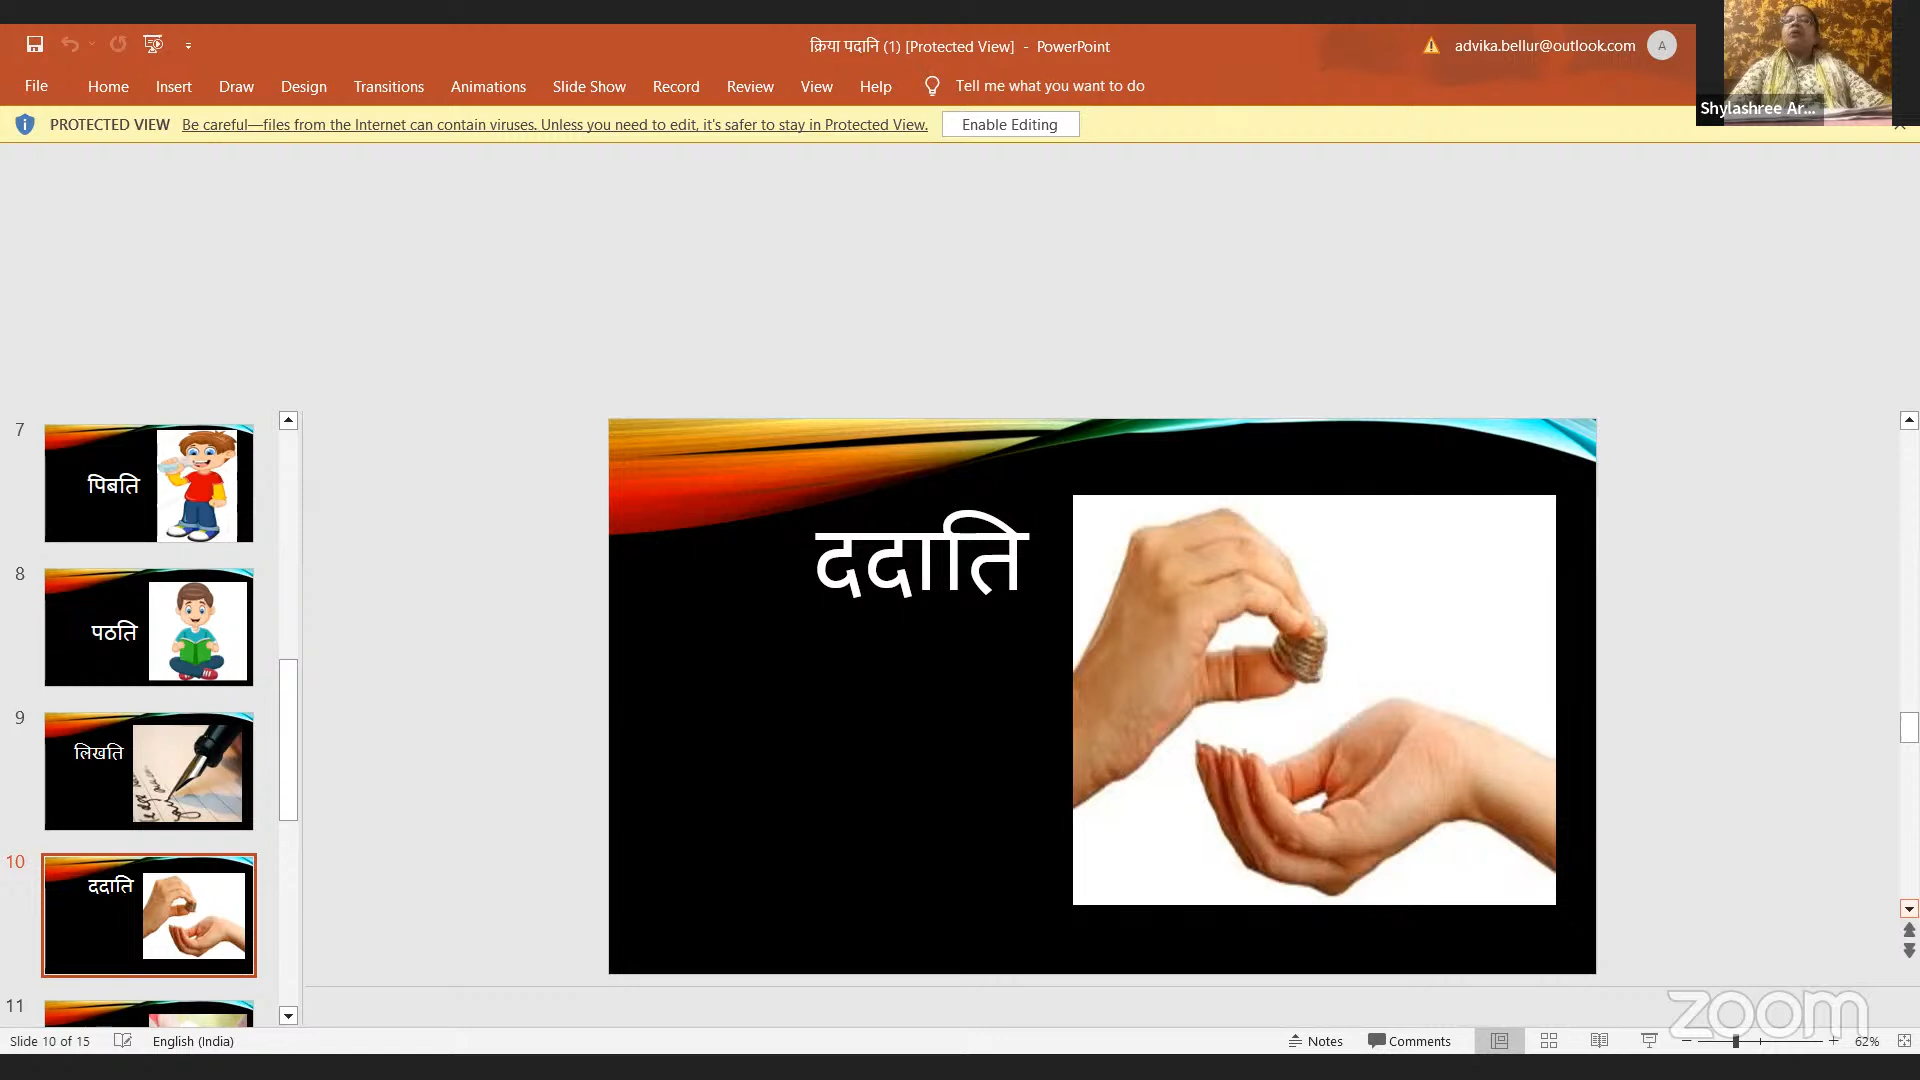 क्रिया पदानि (1) [Protected View] - PowerPoint
advika.bellur@outlook.com
A
File Home Insert Draw Design Transitions Animations Slide Show Record Review View Help Tell me what you want to do
Shylashree Ar...
PROTECTED VIEW Be careful—files from the Internet can contain viruses. Unless you need to edit, it's safer to stay in Protected View. Enable Editing
7
पिबति
8
पठति
9
लिखति
10
ददाति
11
ददाति
zoom
Slide 10 of 15 English (India) Notes Comments 62%